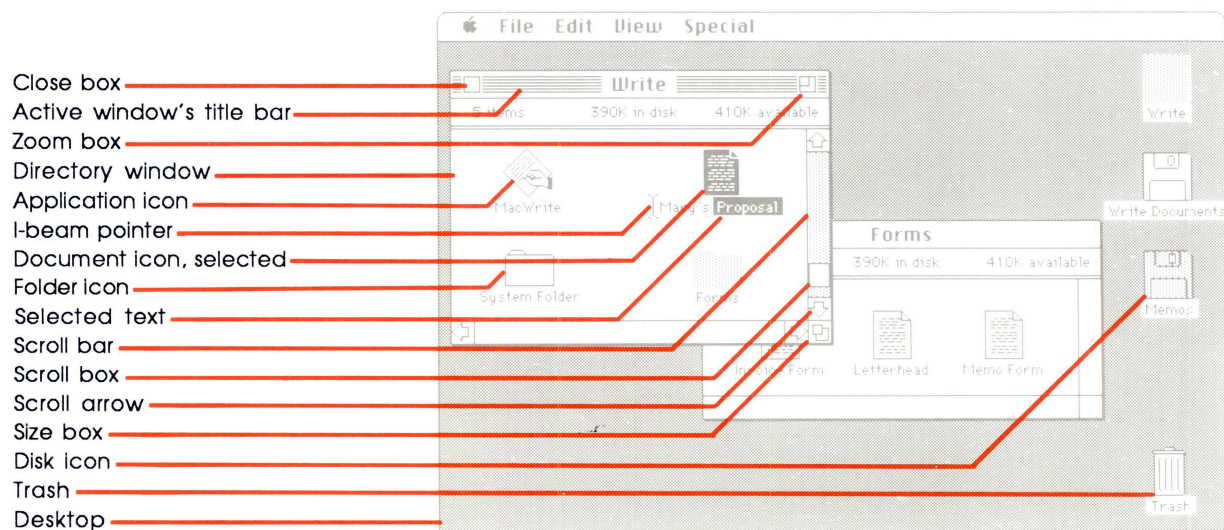 File Edit View Special
Close box
Active window's title bar
Zoom box
Directory window
Application icon
I-beam pointer
Document icon, selected
Folder icon
Selected text
Scroll bar
Scroll box
Scroll arrow
Size box
Disk icon
Trash
Desktop
Write
5 items 390K in disk 410K available
MacWrite
Mary's Proposal
System Folder
Forms
Forms
390K in disk 410K available
Invoice Form
Letterhead
Memo Form
Write
Write Documents
Memos
Trash